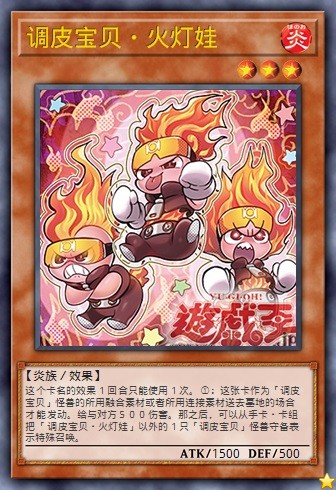 调皮宝贝・火灯娃
炎
YU-GI-OH!
遊戯王
【炎族／效果】
这个卡名的效果１回合只能使用１次。①：这张卡作为「调
皮宝贝」怪兽的所用融合素材或者所用连接素材送去墓地的场合
才能发动。给与对方５００伤害。那之后，可以从手卡・卡组
把「调皮宝贝・火灯娃」以外的１只「调皮宝贝」怪兽守备表
示特殊召唤。
ATK/1500 DEF/500